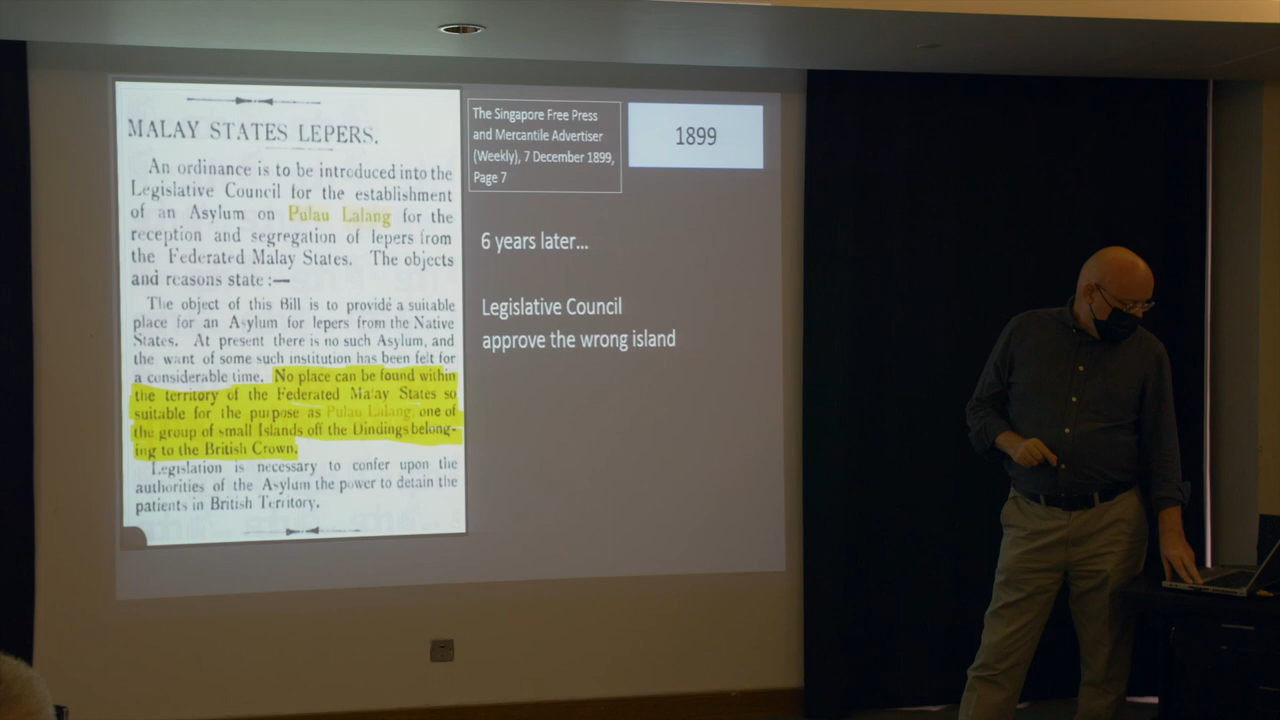 MALAY STATES LEPERS.
An ordinance is to be introduced into the
Legislative Council for the establishment
of an Asylum on Pulau Lalang for the
reception and segregation of lepers from
the Federated Malay States. The objects
and reasons state :—
The object of this Bill is to provide a suitable
place for an Asylum for lepers from the Native
States. At present there is no such Asylum, and
the want of some such institution has been felt for
a considerable time. No place can be found within
the territory of the Federated Malay States so
suitable for the purpose as Pulau Lalang, one of
the group of small Islands off the Dindings belong-
ing to the British Crown.
Legislation is necessary to confer upon the
authorities of the Asylum the power to detain the
patients in British Territory.
The Singapore Free Press
and Mercantile Advertiser
(Weekly), 7 December 1899,
Page 7
1899
6 years later...
Legislative Council
approve the wrong island